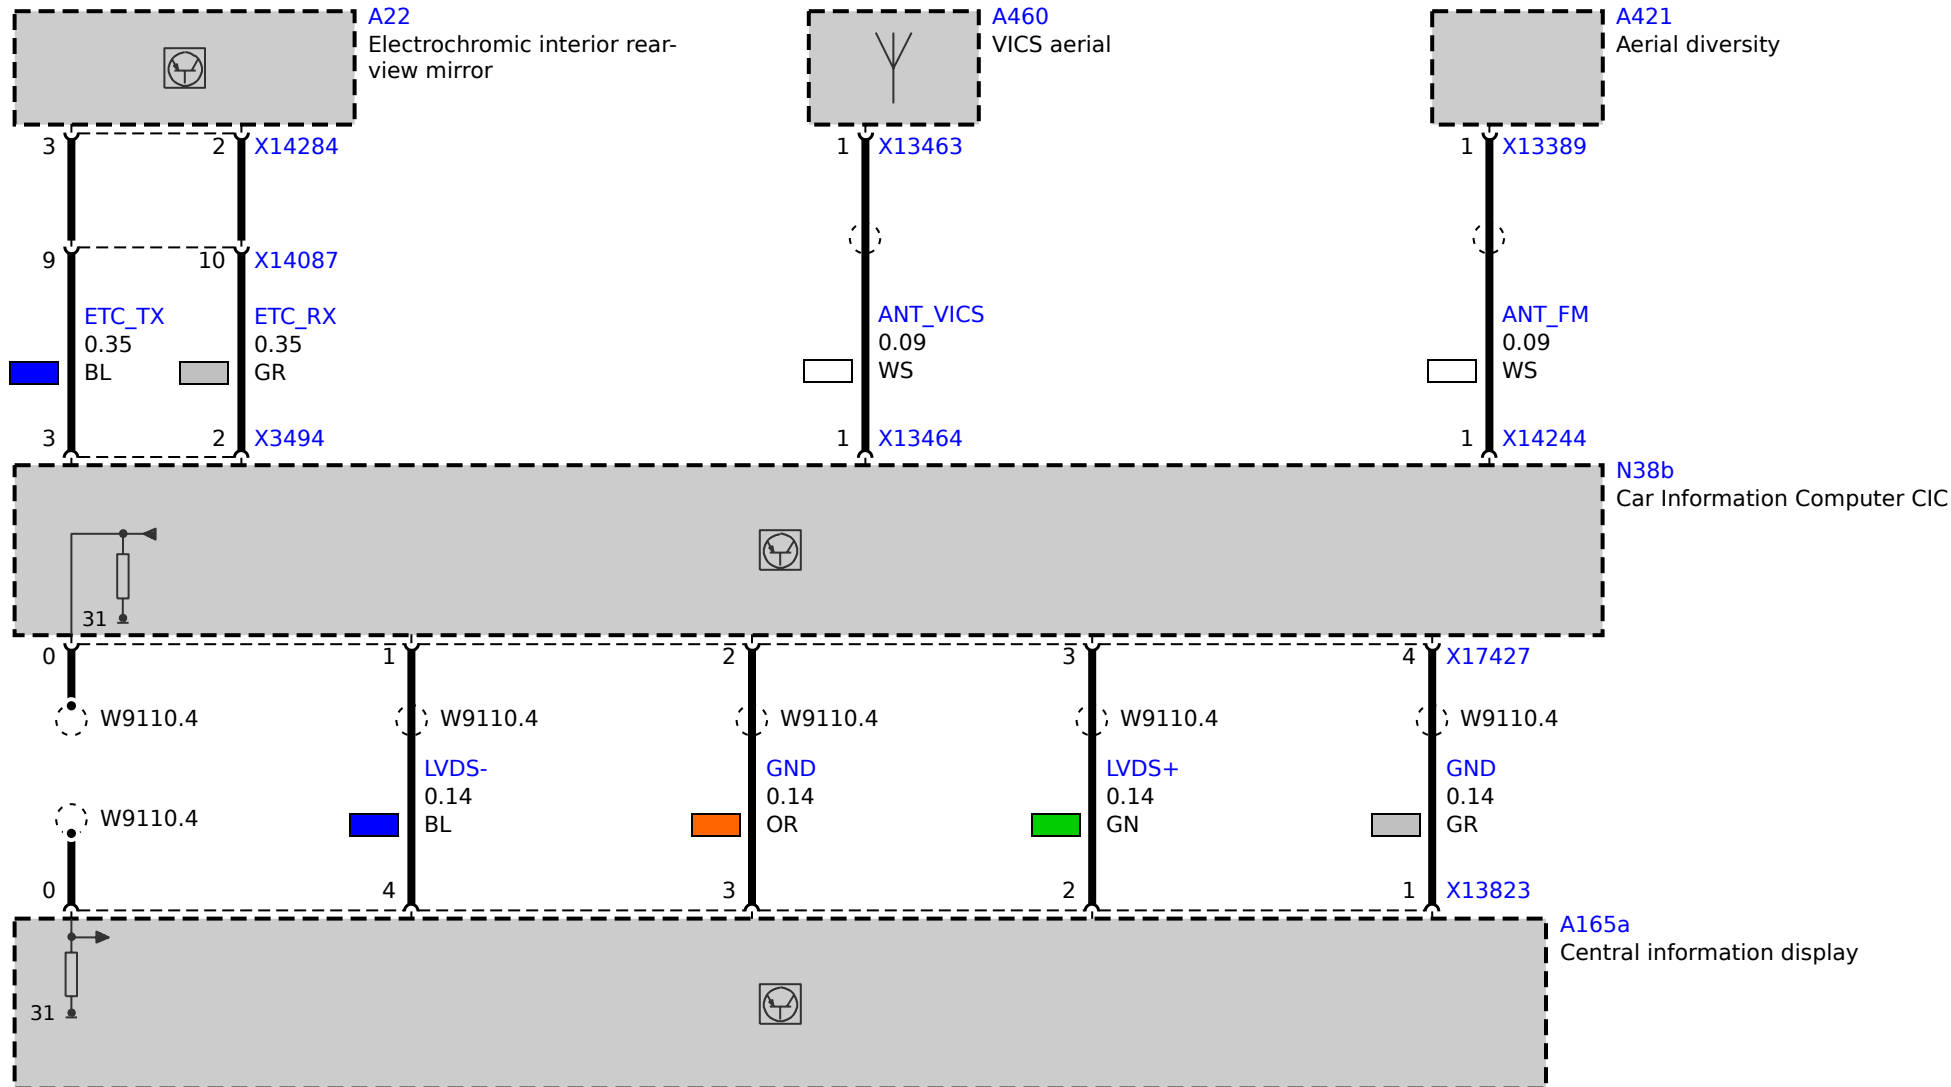 A22
Electrochromic interior rear-
view mirror
A460
VICS aerial
A421
Aerial diversity
3 2 X14284
1 X13463
1 X13389
9 10 X14087
ETC_TX
0.35
BL
ETC_RX
0.35
GR
ANT_VICS
0.09
WS
ANT_FM
0.09
WS
3 2 X3494
1 X13464
1 X14244
N38b
Car Information Computer CIC
31
0 1 2 3 4 X17427
W9110.4 W9110.4 W9110.4 W9110.4 W9110.4
W9110.4
LVDS-
0.14
BL
GND
0.14
OR
LVDS+
0.14
GN
GND
0.14
GR
0 4 3 2 1 X13823
A165a
Central information display
31